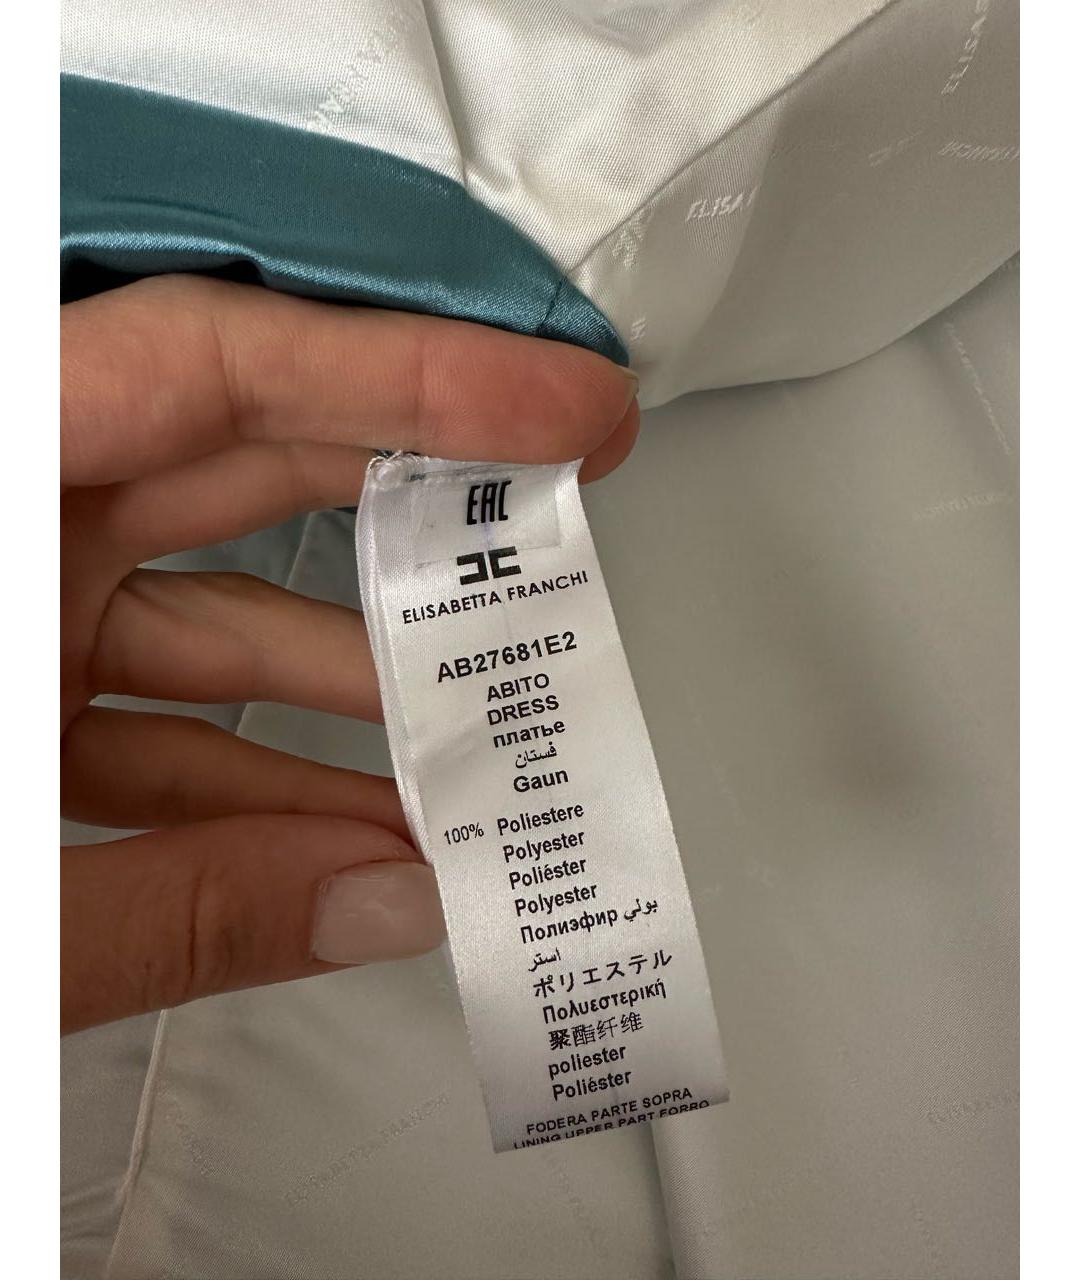 ELISA
EAC
ELISABETTA FRANCHI
AB27681E2
ABITO
DRESS
платье
فستان
Gaun
100% Poliestere
Polyester
Poliéster
Polyester
Полиэфир بولي
استر
ポリエステル
Πολυεστερική
聚酯纤维
poliester
Poliéster
FODERA PARTE SOPRA
LINING UPPER PART FORRO